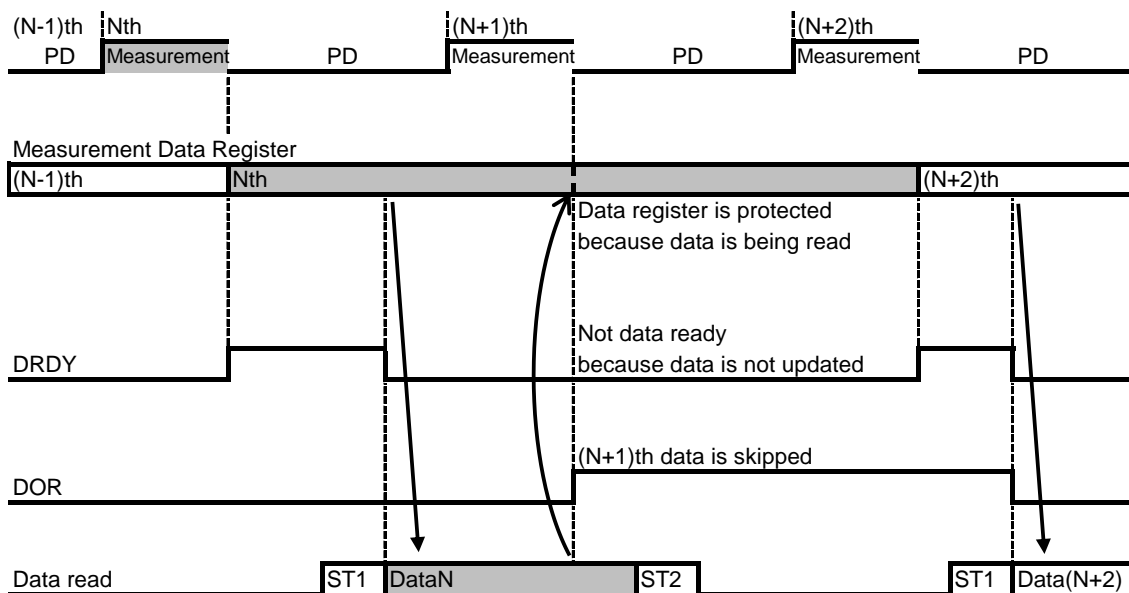 (N-1)th Nth (N+1)th (N+2)th
PD Measurement PD Measurement PD Measurement PD
Measurement Data Register
(N-1)th Nth (N+2)th
Data register is protected
because data is being read
Not data ready
DRDY because data is not updated
(N+1)th data is skipped
DOR
Data read ST1 DataN ST2 ST1 Data(N+2)